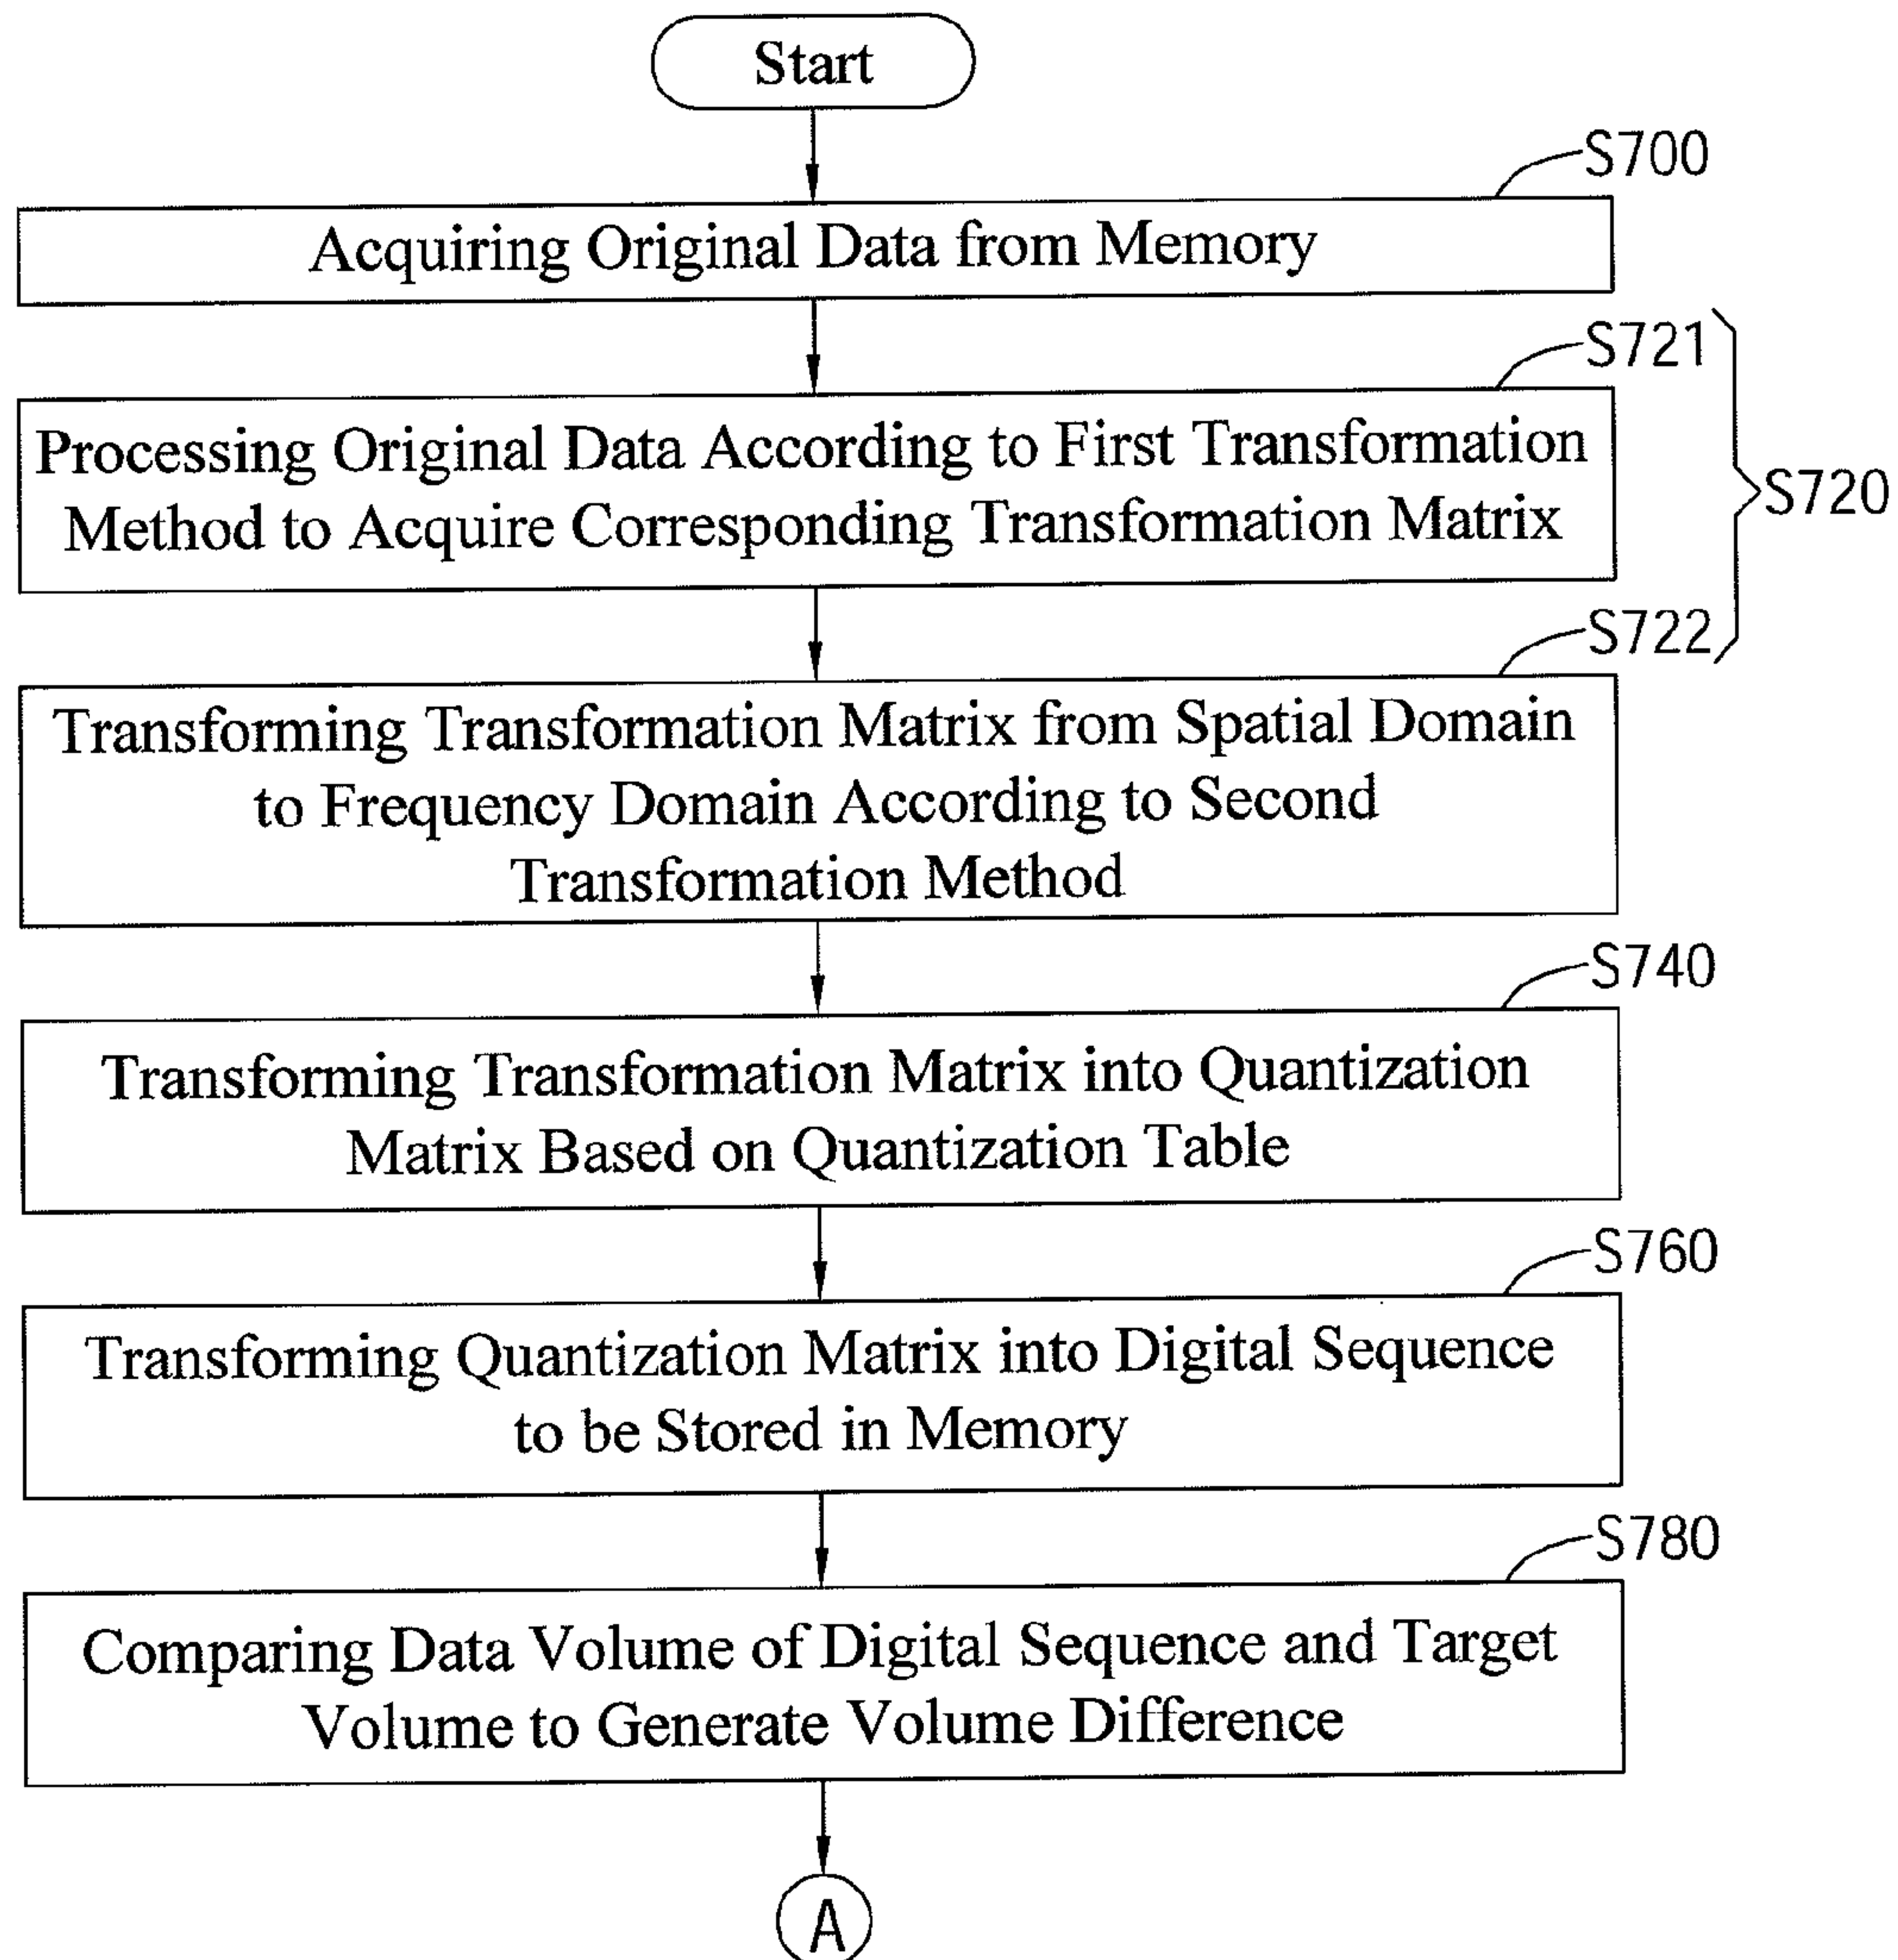 Start
S700
Acquiring Original Data from Memory
S721
Processing Original Data According to First Transformation
Method to Acquire Corresponding Transformation Matrix
S720
S722
Transforming Transformation Matrix from Spatial Domain
to Frequency Domain According to Second
Transformation Method
S740
Transforming Transformation Matrix into Quantization
Matrix Based on Quantization Table
S760
Transforming Quantization Matrix into Digital Sequence
to be Stored in Memory
S780
Comparing Data Volume of Digital Sequence and Target
Volume to Generate Volume Difference
A